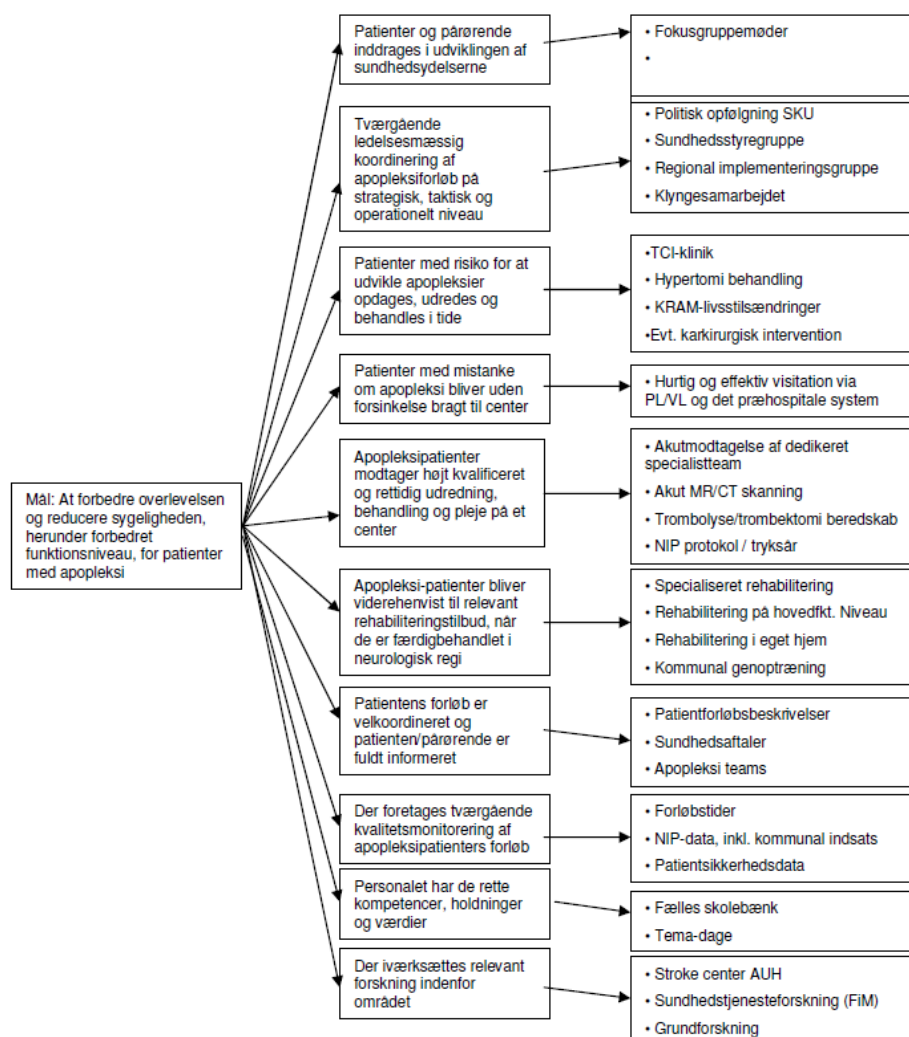 Mål: At forbedre overlevelsen
og reducere sygeligheden,
herunder forbedret
funktionsniveau, for patienter
med apopleksi
Patienter og pårørende
inddrages i udviklingen af
sundhedsydelserne
• Fokusgruppemøder
•
Tværgående
ledelsesmæssig
koordinering af
apopleksiforløb på
strategisk, taktisk og
operationelt niveau
• Politisk opfølgning SKU
• Sundhedsstyregruppe
• Regional implementeringsgruppe
• Klyngesamarbejdet
Patienter med risiko for at
udvikle apopleksier
opdages, udredes og
behandles i tide
•TCI-klinik
• Hypertomi behandling
• KRAM-livsstilsændringer
•Evt. karkirurgisk intervention
Patienter med mistanke
om apopleksi bliver uden
forsinkelse bragt til center
• Hurtig og effektiv visitation via
PL/VL og det præhospitale system
Apopleksipatienter
modtager højt kvalificeret
og rettidig udredning,
behandling og pleje på et
center
• Akutmodtagelse af dedikeret
specialistteam
• Akut MR/CT skanning
• Trombolyse/trombektomi beredskab
• NIP protokol / tryksår
Apopleksi-patienter bliver
viderehenvist til relevant
rehabiliteringstilbud, når
de er færdigbehandlet i
neurologisk regi
• Specialiseret rehabilitering
• Rehabilitering på hovedfkt. Niveau
• Rehabilitering i eget hjem
• Kommunal genoptræning
Patientens forløb er
velkoordineret og
patienten/pårørende er
fuldt informeret
• Patientforløbsbeskrivelser
• Sundhedsaftaler
• Apopleksi teams
Der foretages tværgående
kvalitetsmonitorering af
apopleksipatienters forløb
• Forløbstider
• NIP-data, inkl. kommunal indsats
• Patientsikkerhedsdata
Personalet har de rette
kompetencer, holdninger
og værdier
• Fælles skolebænk
• Tema-dage
Der iværksættes relevant
forskning indenfor
området
• Stroke center AUH
• Sundhedstjenesteforskning (FiM)
• Grundforskning